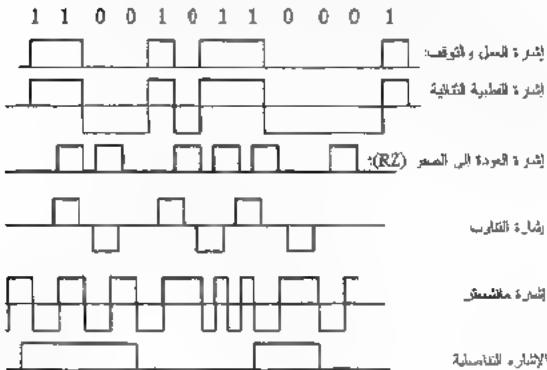 1 1 0 0 1 0 1 1 0 0 0 1
إشارة العمل والتوقف:
إشارة القطبية الثنائية
إشارة العودة إلى الصفر (RZ):
إشارة التناوب
إشارة مانشستر
الإشارة التفاضلية